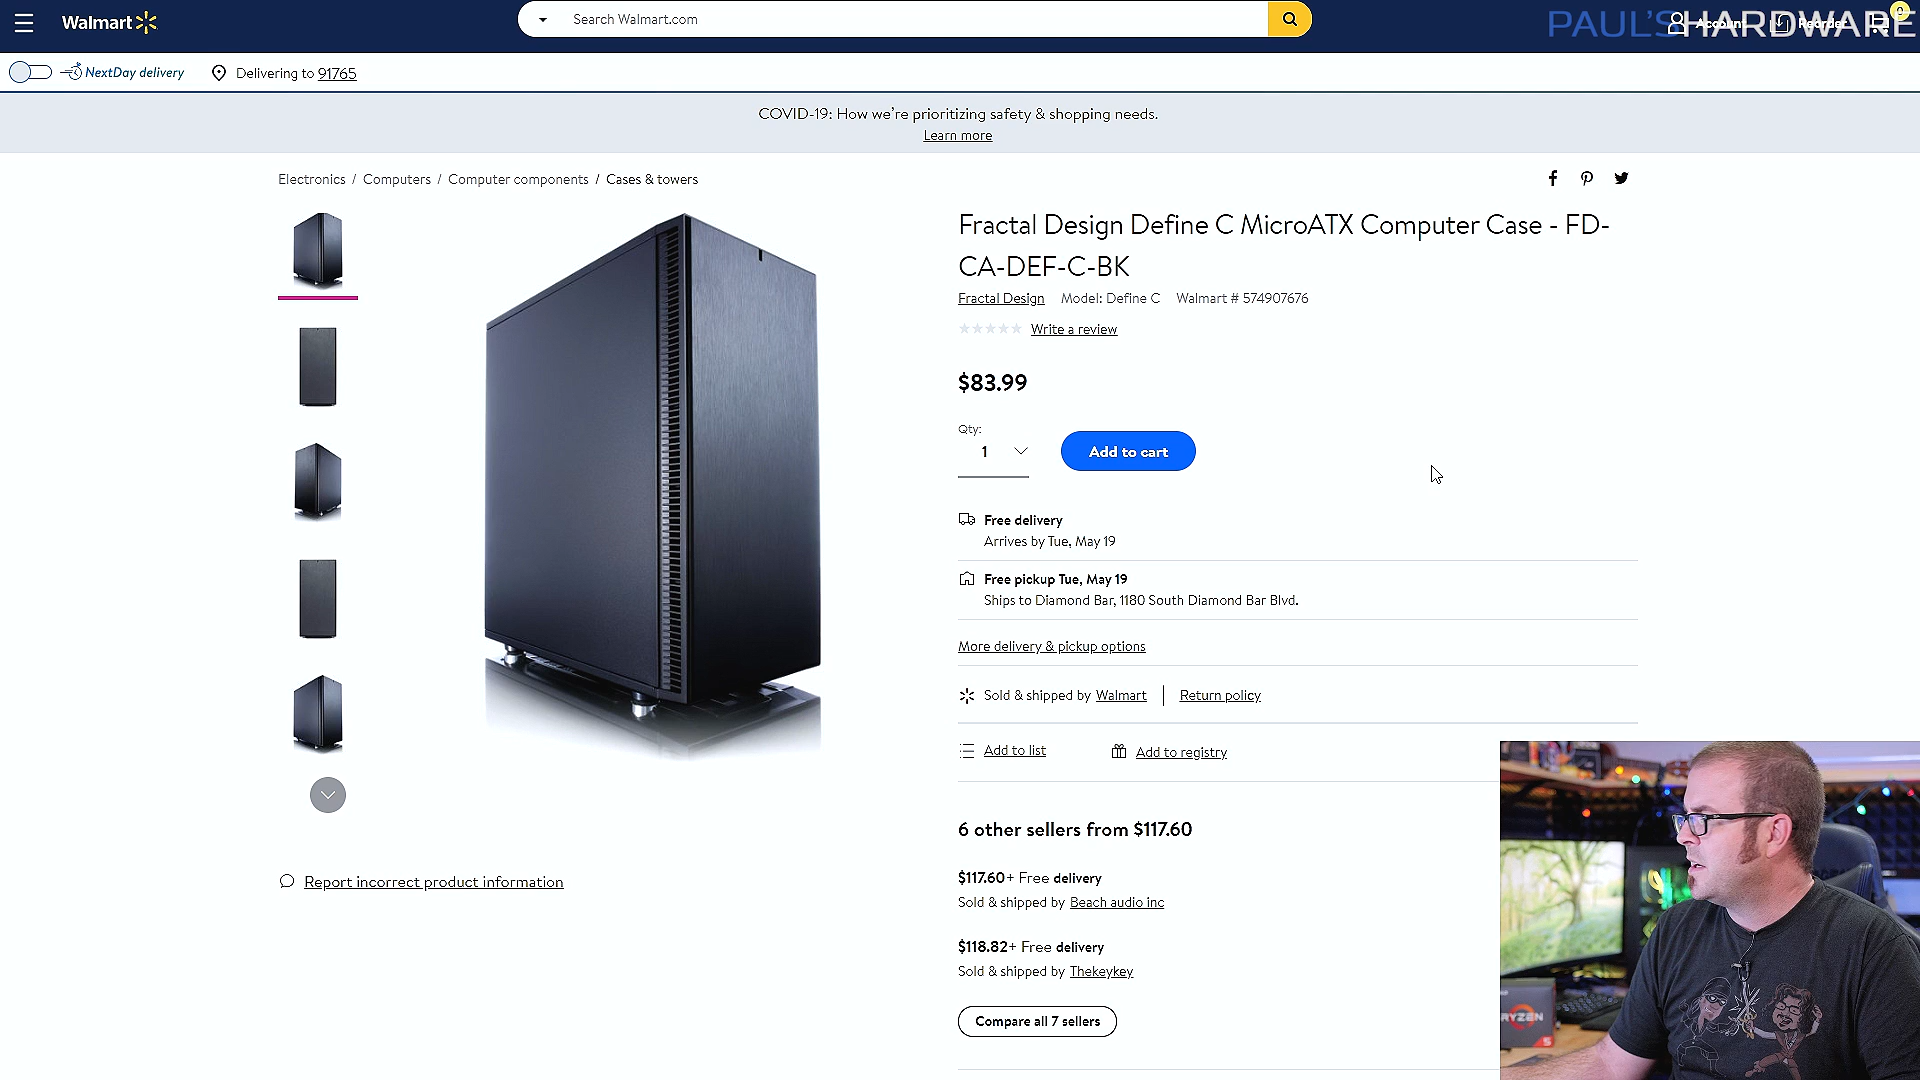 Walmart
Search Walmart.com
PAUL'SHARDWARE
Account
Reorder
0
NextDay delivery
Delivering to 91765
COVID-19: How we're prioritizing safety & shopping needs.
Learn more
Electronics / Computers / Computer components / Cases & towers
Fractal Design Define C MicroATX Computer Case - FD-
CA-DEF-C-BK
Fractal Design Model: Define C Walmart # 574907676
Write a review
$83.99
Qty:
1
Add to cart
Free delivery
Arrives by Tue, May 19
Free pickup Tue, May 19
Ships to Diamond Bar, 1180 South Diamond Bar Blvd.
More delivery & pickup options
Sold & shipped by Walmart | Return policy
Add to list
Add to registry
6 other sellers from $117.60
$117.60+ Free delivery
Sold & shipped by Beach audio inc
$118.82+ Free delivery
Sold & shipped by Thekeykey
Compare all 7 sellers
Report incorrect product information
RYZEN
5